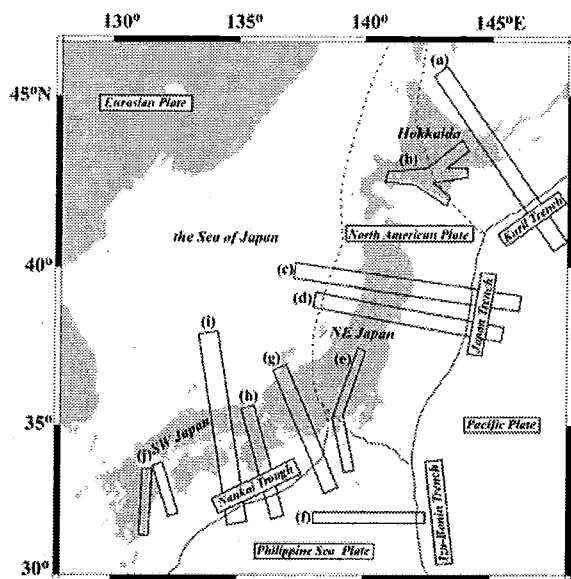 130° 135° 140° 145°E
(a)
45°N
Eurasian Plate
Hokkaido
(b)
Kuril Trench
the Sea of Japan
North American Plate
40°
(c)
(d)
Japan Trench
(i)
NE Japan
(g)
(e)
(h)
35°
Pacific Plate
SW Japan
(j)
Nankai Trough
(f)
Izu-Bonin Trench
Philippine Sea Plate
30°